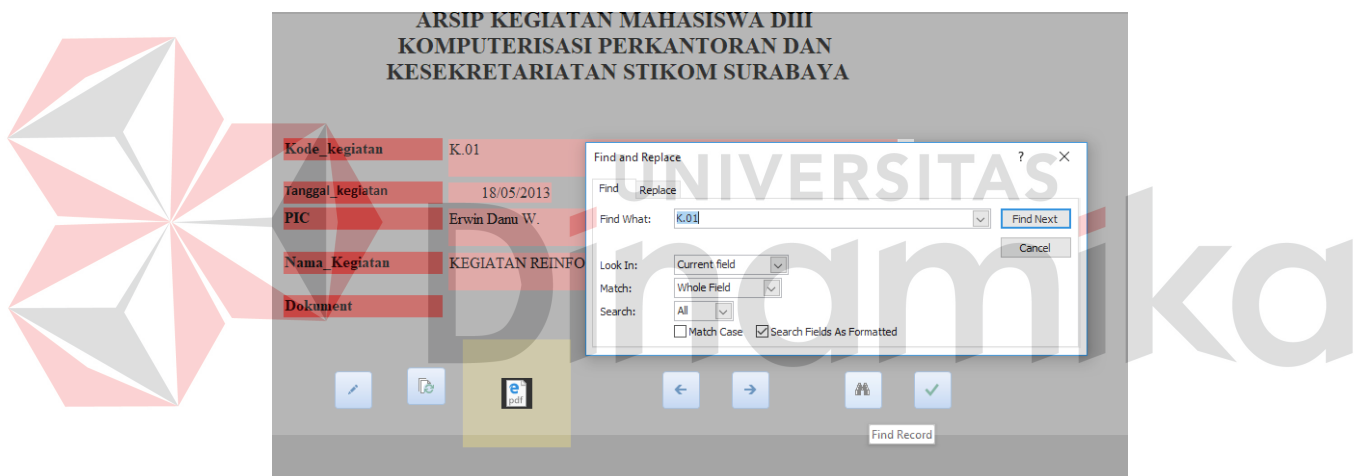 ARSIP KEGIATAN MAHASISWA DIII
KOMPUTERISASI PERKANTORAN DAN
KESEKRETARIATAN STIKOM SURABAYA
Kode_kegiatan K.01
Tanggal_kegiatan 18/05/2013
PIC Erwin Danu W.
Nama_Kegiatan KEGIATAN REINFO
Dokument
Find and Replace ? X
Find Replace
Find What: K.01 Find Next
Cancel
Look In: Current field
Match: Whole Field
Search: All
Match Case Search Fields As Formatted
e pdf
Find Record
UNIVERSITAS
Dinamika